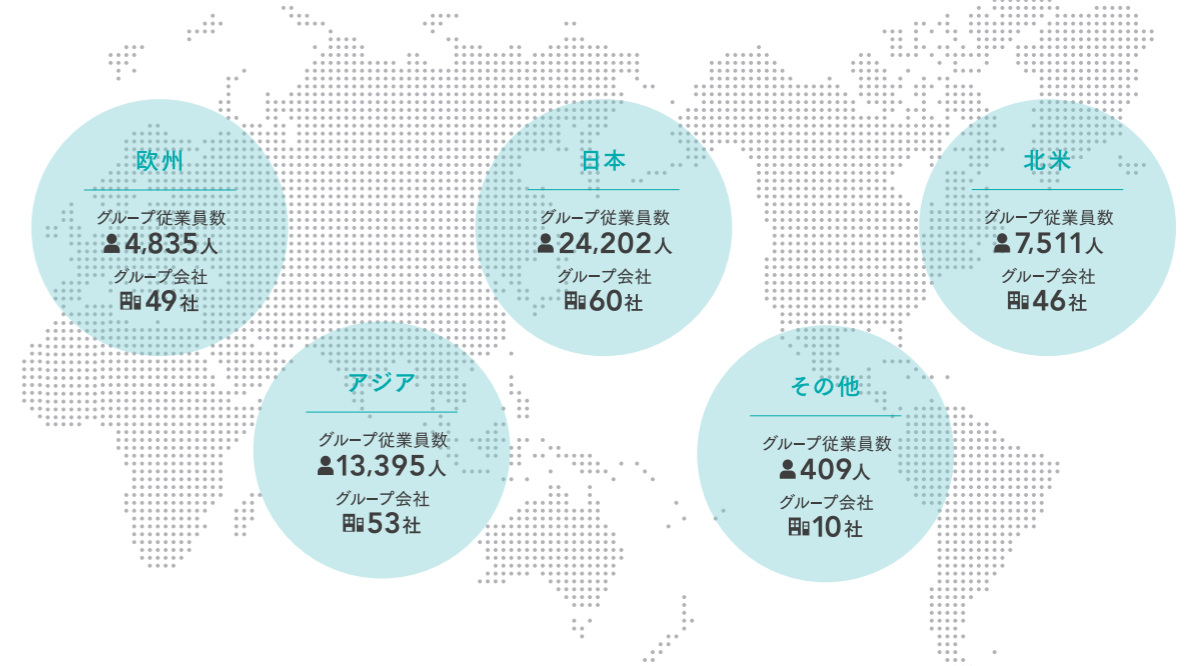 欧州
グループ従業員数
4,835人
グループ会社
49社
日本
グループ従業員数
24,202人
グループ会社
60社
北米
グループ従業員数
7,511人
グループ会社
46社
アジア
グループ従業員数
13,395人
グループ会社
53社
その他
グループ従業員数
409人
グループ会社
10社